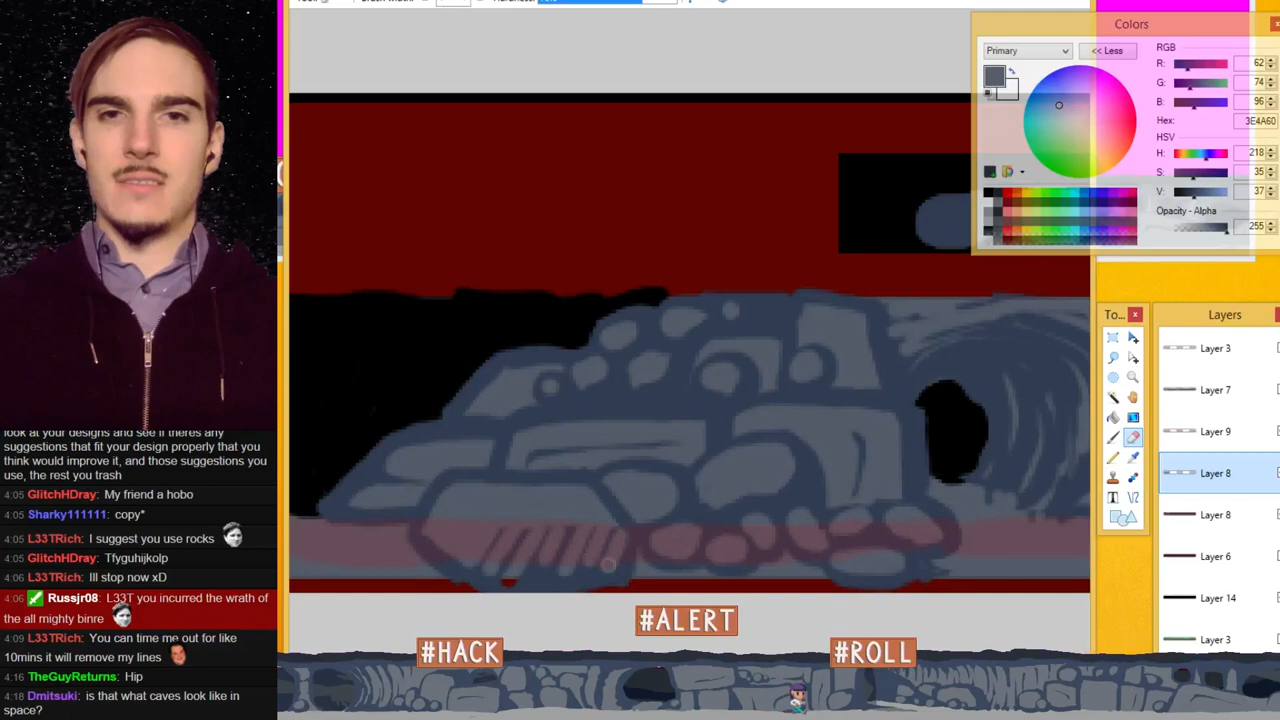 Colors
Primary
<< Less
RGB
R: 62
G: 74
B: 96
Hex: 3E4A60
HSV
H: 218
S: 35
V: 37
Opacity - Alpha
255
To...
Layers
Layer 3
Layer 7
Layer 9
Layer 8
Layer 8
Layer 6
Layer 14
Layer 3
look at your designs and see if theres any
suggestions that fit your design properly that you
think would improve it, and those suggestions you
use, the rest you trash
4:05 GlitchHDray: My friend a hobo
4:05 Sharky111111: copy*
4:05 L33TRich: I suggest you use rocks
4:05 GlitchHDray: Tfyguhijkolp
4:06 L33TRich: Ill stop now xD
4:06 Russjr08: L33T you incurred the wrath of
the all mighty binre
4:09 L33TRich: You can time me out for like
10mins it will remove my lines
4:16 TheGuyReturns: Hip
4:18 Dmitsuki: is that what caves look like in
space?
#ALERT
#HACK
#ROLL